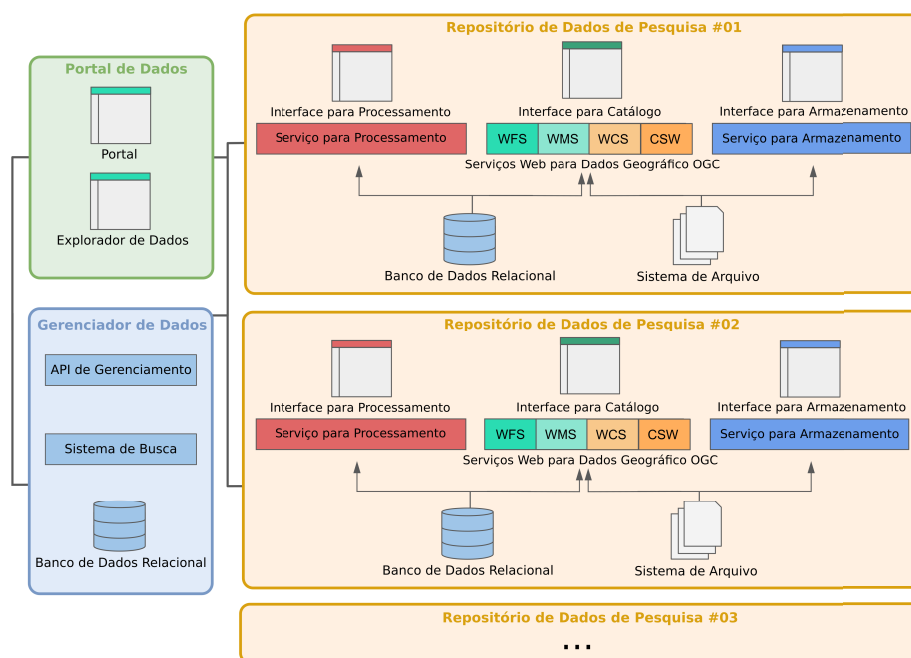 Portal de Dados
Portal
Explorador de Dados
Gerenciador de Dados
API de Gerenciamento
Sistema de Busca
Banco de Dados Relacional
Repositório de Dados de Pesquisa #01
Interface para Processamento
Interface para Catálogo
Interface para Armazenamento
Serviço para Processamento
WFS
WMS
WCS
CSW
Serviço para Armazenamento
Serviços Web para Dados Geográfico OGC
Banco de Dados Relacional
Sistema de Arquivo
Repositório de Dados de Pesquisa #02
Interface para Processamento
Interface para Catálogo
Interface para Armazenamento
Serviço para Processamento
WFS
WMS
WCS
CSW
Serviço para Armazenamento
Serviços Web para Dados Geográfico OGC
Banco de Dados Relacional
Sistema de Arquivo
Repositório de Dados de Pesquisa #03
...